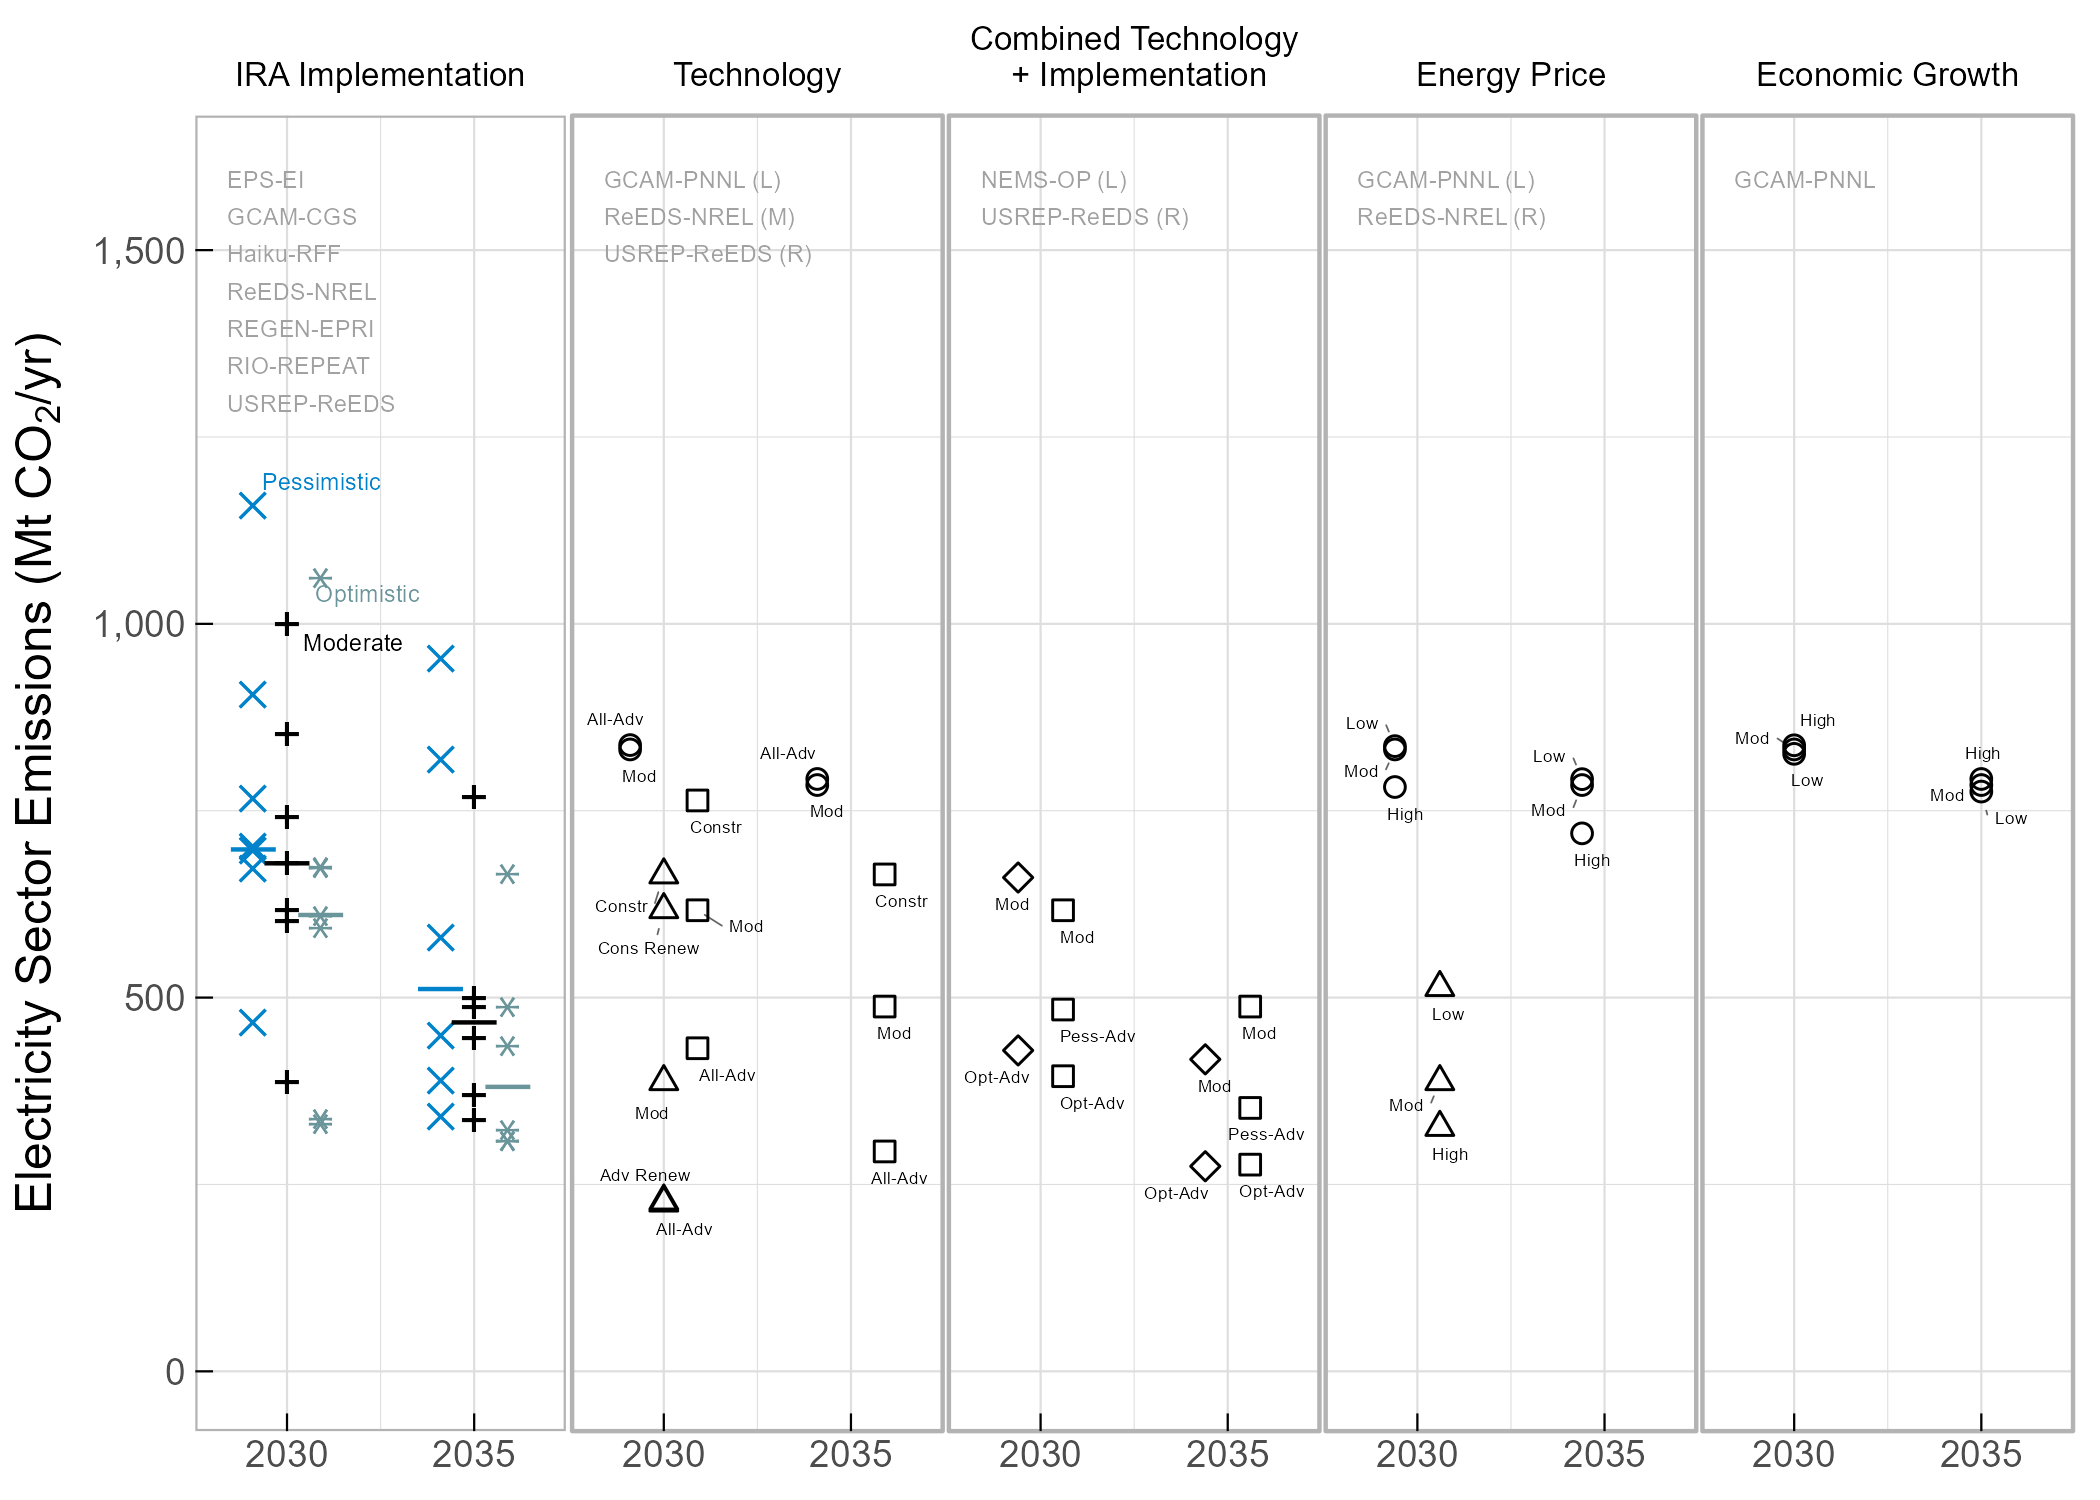 Combined Technology
IRA Implementation
Technology
+ Implementation
Energy Price
Economic Growth
Electricity Sector Emissions (Mt CO₂/yr)
1,500
1,000
500
0
EPS-EI
GCAM-CGS
Haiku-RFF
ReEDS-NREL
REGEN-EPRI
RIO-REPEAT
USREP-ReEDS
Pessimistic
Optimistic
Moderate
2030
2035
GCAM-PNNL (L)
ReEDS-NREL (M)
USREP-ReEDS (R)
All-Adv
Mod
All-Adv
Mod
Constr
Constr
Cons Renew
Mod
Constr
Mod
All-Adv
Mod
Adv Renew
All-Adv
All-Adv
2030
2035
NEMS-OP (L)
USREP-ReEDS (R)
Mod
Mod
Pess-Adv
Mod
Opt-Adv
Opt-Adv
Mod
Pess-Adv
Opt-Adv
Opt-Adv
2030
2035
GCAM-PNNL (L)
ReEDS-NREL (R)
Low
Mod
High
Low
Mod
High
Low
Mod
High
2030
2035
GCAM-PNNL
High
Mod
Low
High
Mod
Low
2030
2035